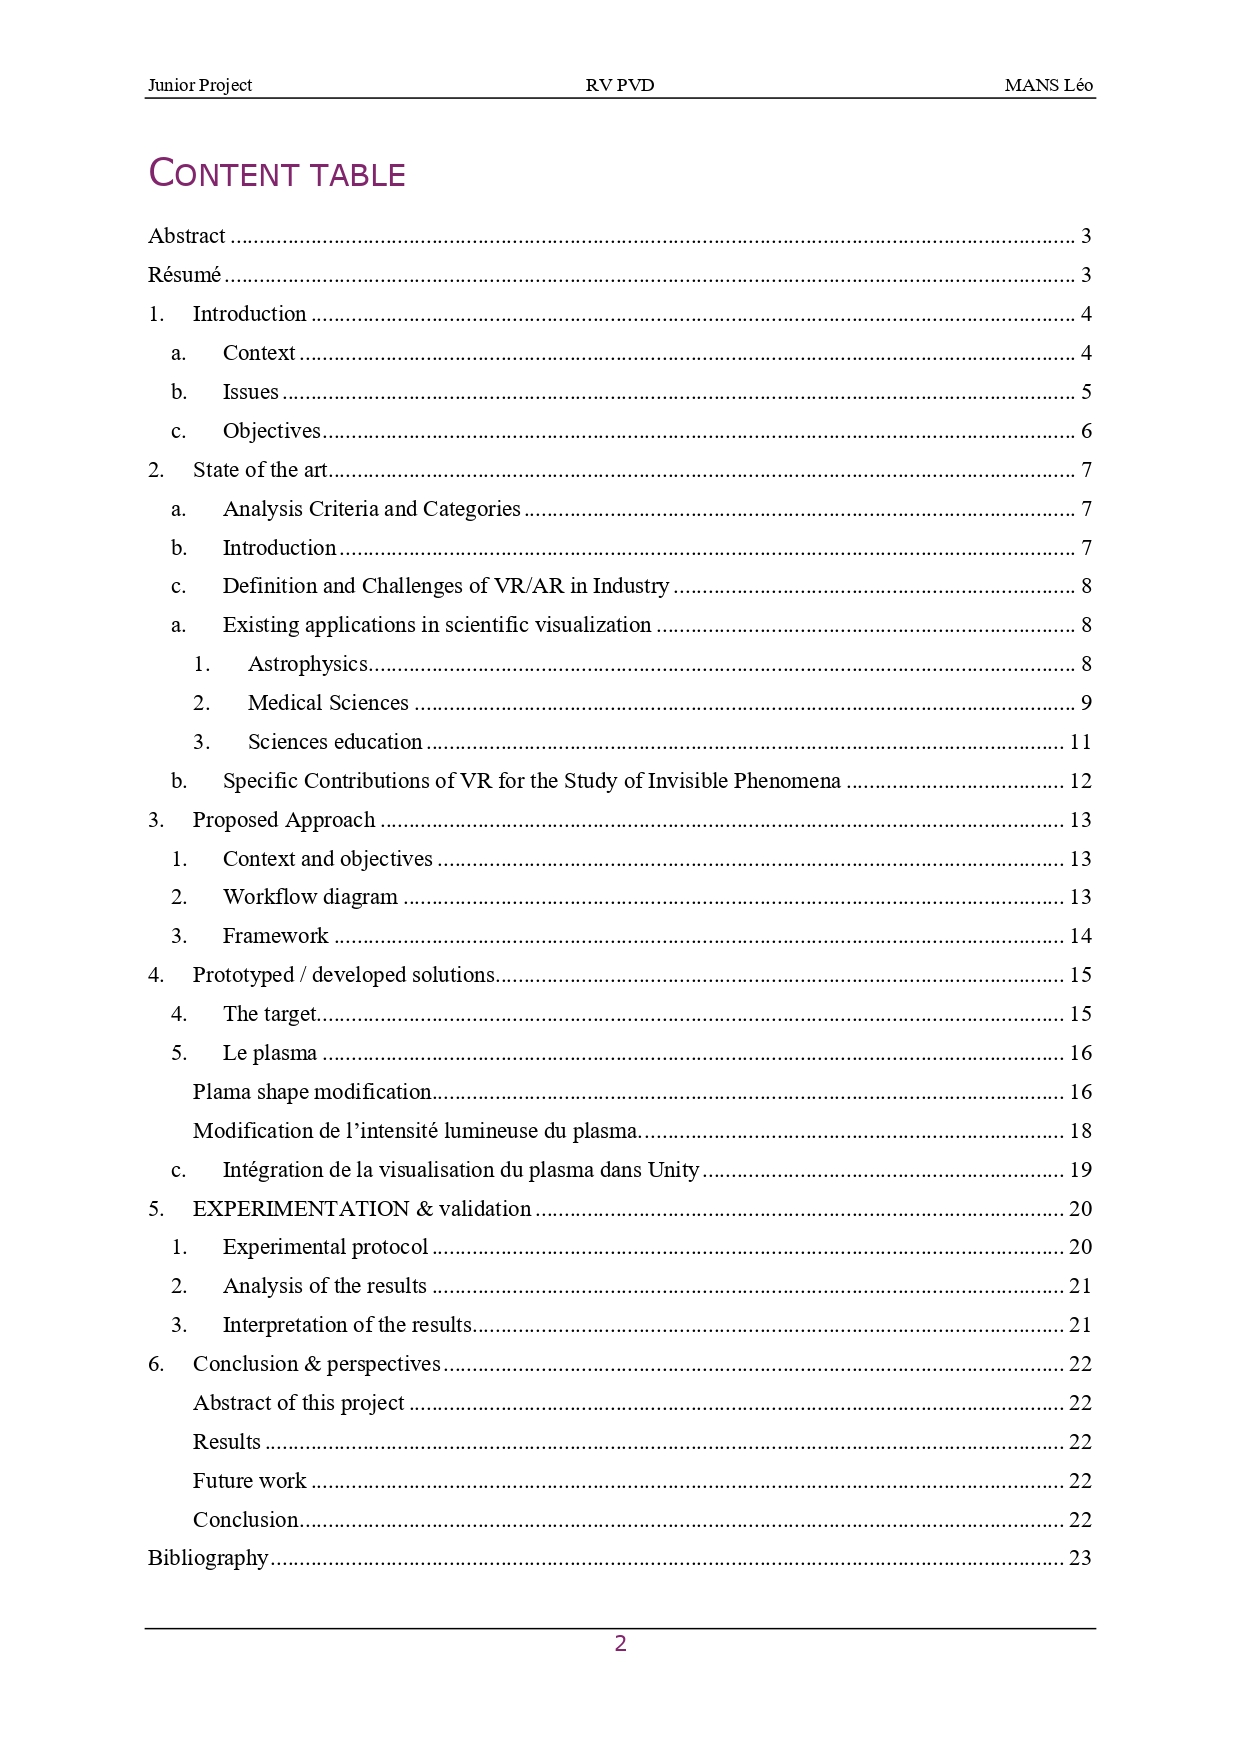 Junior Project RV PVD MANS Léo
CONTENT TABLE
Abstract ........ 3
Résumé ........ 3
1. Introduction ........ 4
a. Context ........ 4
b. Issues ........ 5
c. Objectives ........ 6
2. State of the art ........ 7
a. Analysis Criteria and Categories ........ 7
b. Introduction ........ 7
c. Definition and Challenges of VR/AR in Industry ........ 8
a. Existing applications in scientific visualization ........ 8
1. Astrophysics ........ 8
2. Medical Sciences ........ 9
3. Sciences education ........ 11
b. Specific Contributions of VR for the Study of Invisible Phenomena ........ 12
3. Proposed Approach ........ 13
1. Context and objectives ........ 13
2. Workflow diagram ........ 13
3. Framework ........ 14
4. Prototyped / developed solutions ........ 15
4. The target ........ 15
5. Le plasma ........ 16
Plama shape modification ........ 16
Modification de l’intensité lumineuse du plasma ........ 18
c. Intégration de la visualisation du plasma dans Unity ........ 19
5. EXPERIMENTATION & validation ........ 20
1. Experimental protocol ........ 20
2. Analysis of the results ........ 21
3. Interpretation of the results ........ 21
6. Conclusion & perspectives ........ 22
Abstract of this project ........ 22
Results ........ 22
Future work ........ 22
Conclusion ........ 22
Bibliography ........ 23
2